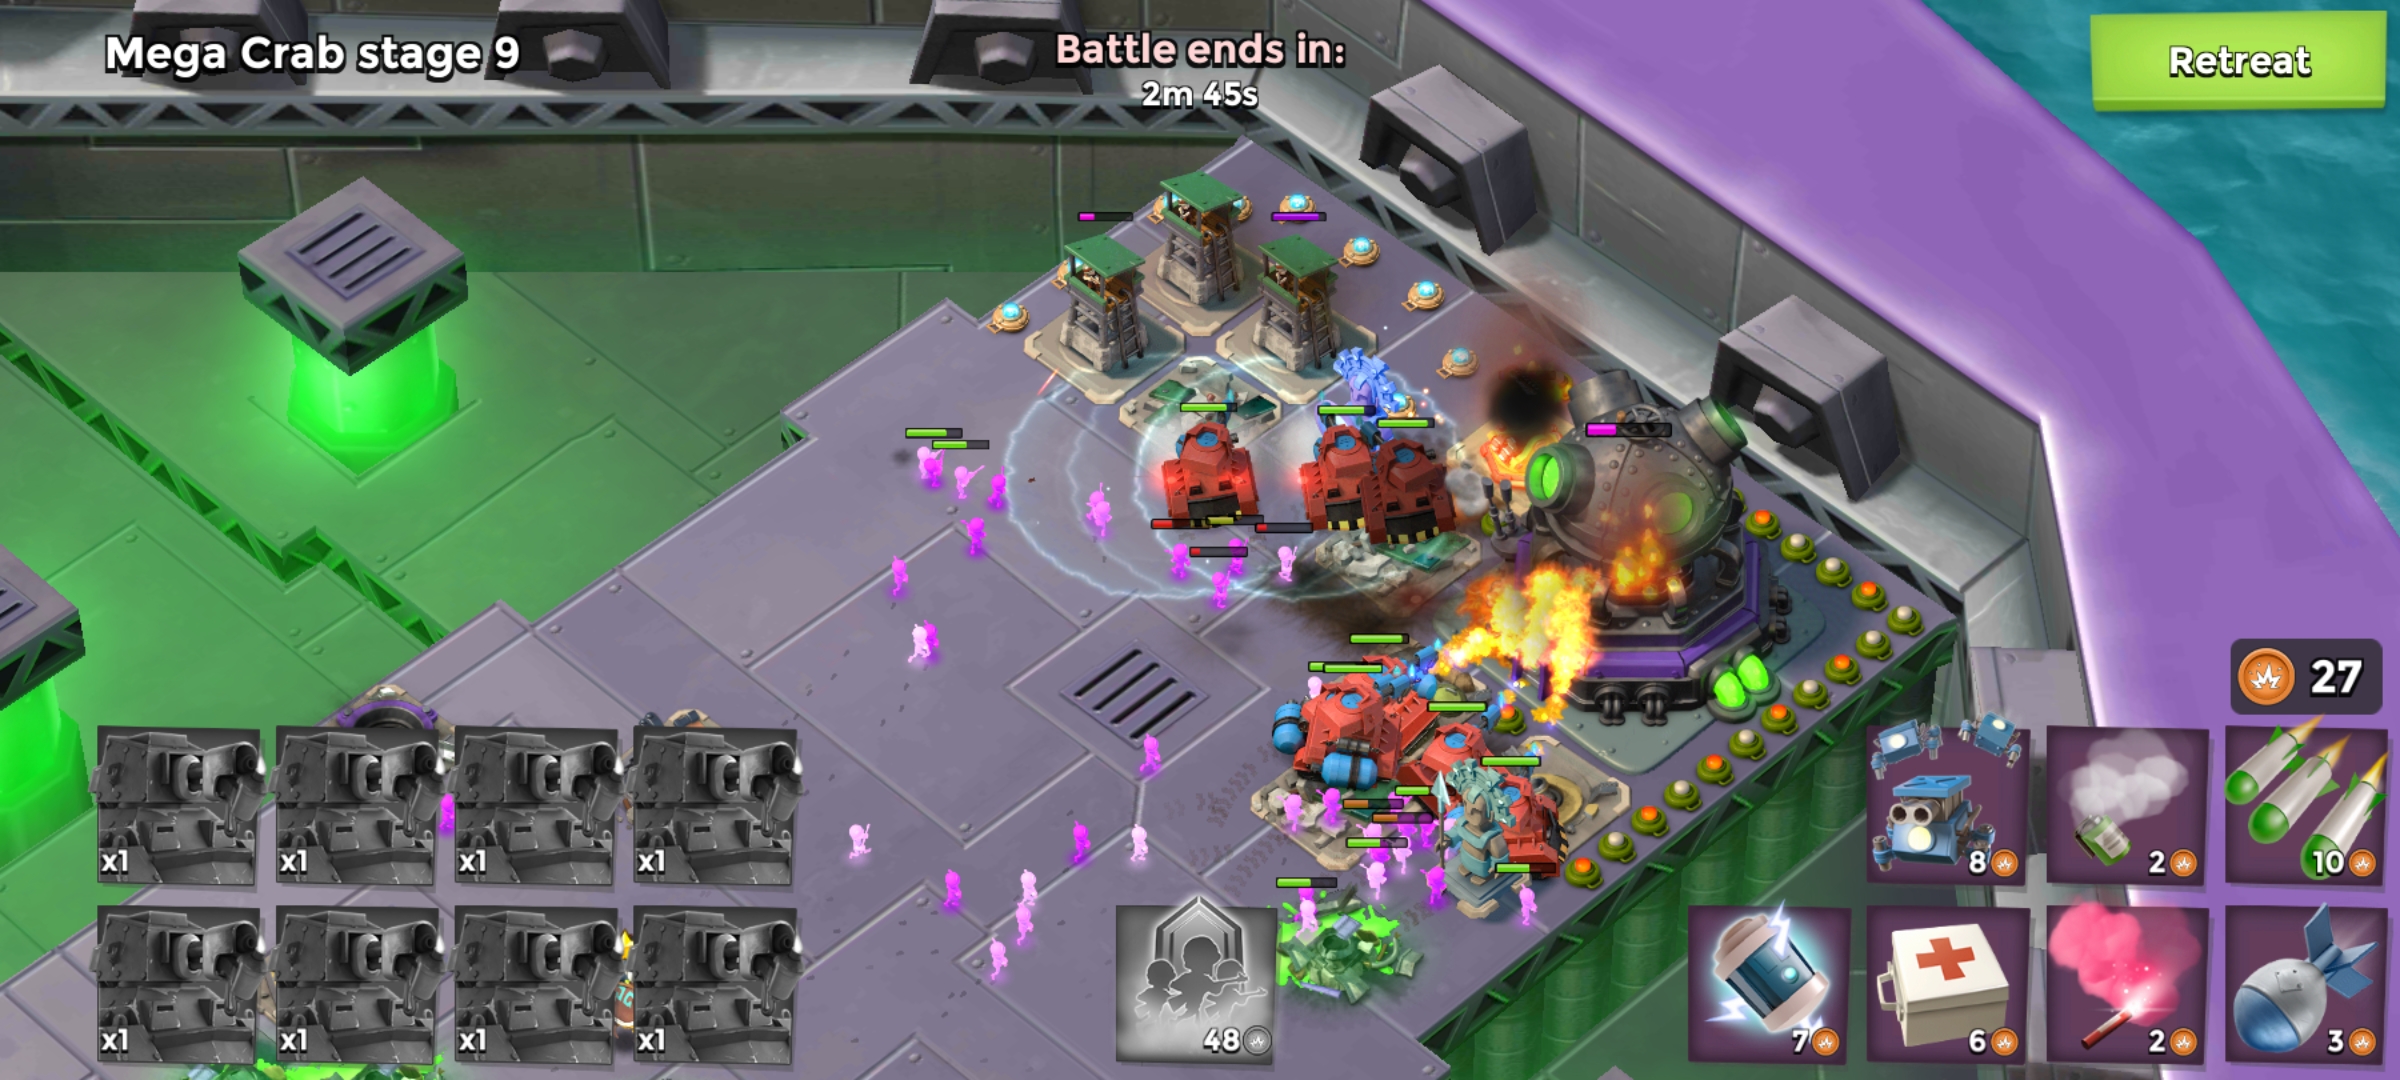 Mega Crab stage 9
Battle ends in:
2m 45s
Retreat
27
8
2
10
x1
x1
x1
x1
x1
x1
x1
x1
48
7
6
2
3